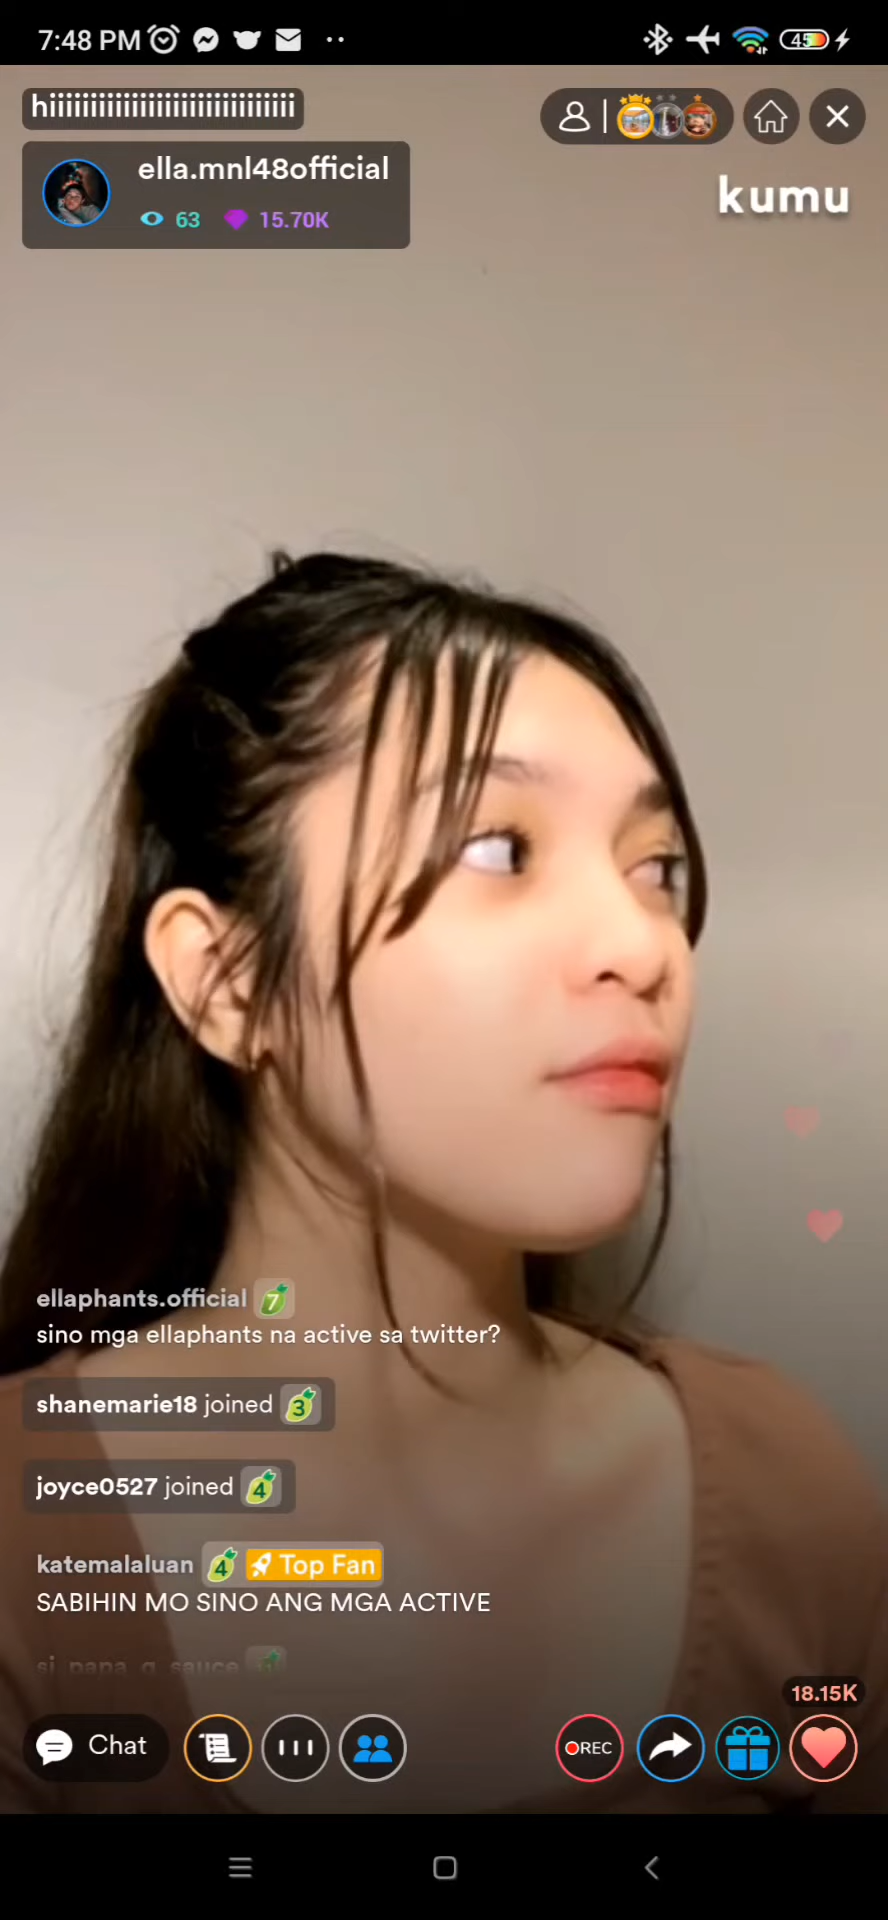 7:48 PM
45
hiiiiiiiiiiiiiiiiiiiiiiiiiiiiii
ella.mnl48official
63 15.70K
kumu
ellaphants.official 7
sino mga ellaphants na active sa twitter?
shanemarie18 joined 3
joyce0527 joined 4
katemalaluan 4 Top Fan
SABIHIN MO SINO ANG MGA ACTIVE
18.15K
Chat
REC